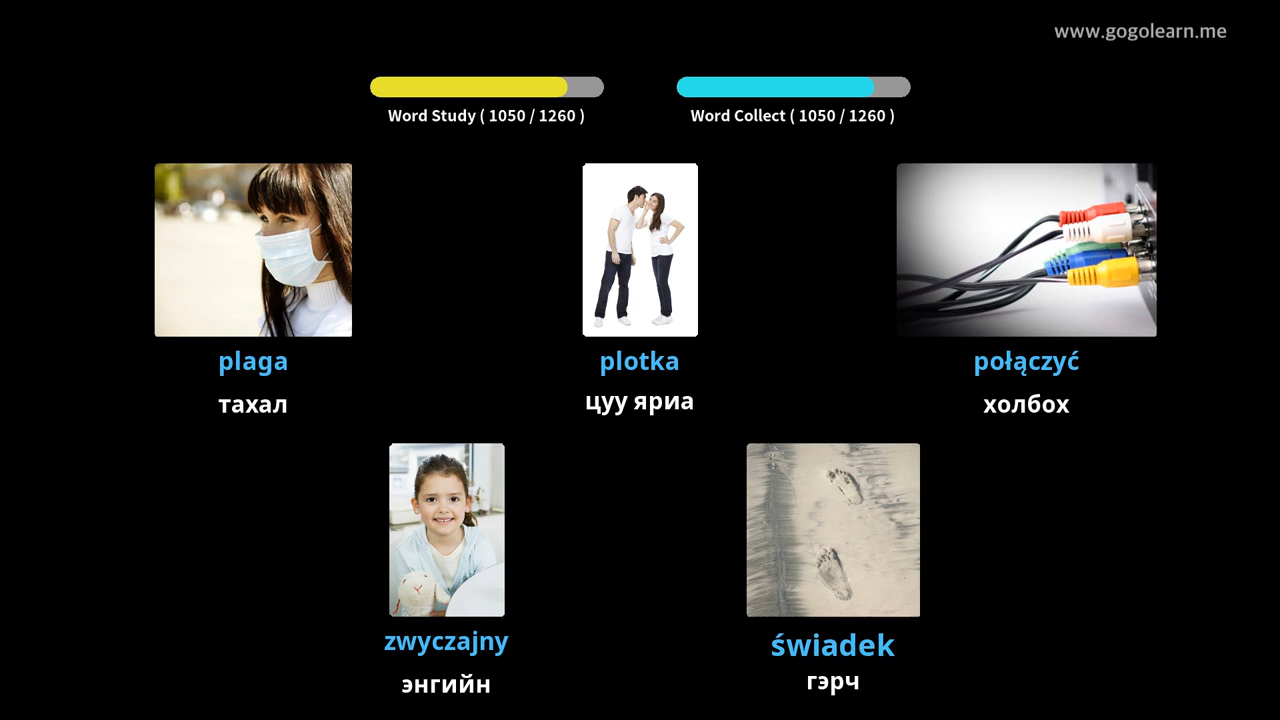 www.gogolearn.me
Word Study ( 1050 / 1260 )
Word Collect ( 1050 / 1260 )
plaga
тахал
plotka
цуу яриа
połączyć
холбох
zwyczajny
энгийн
świadek
гэрч